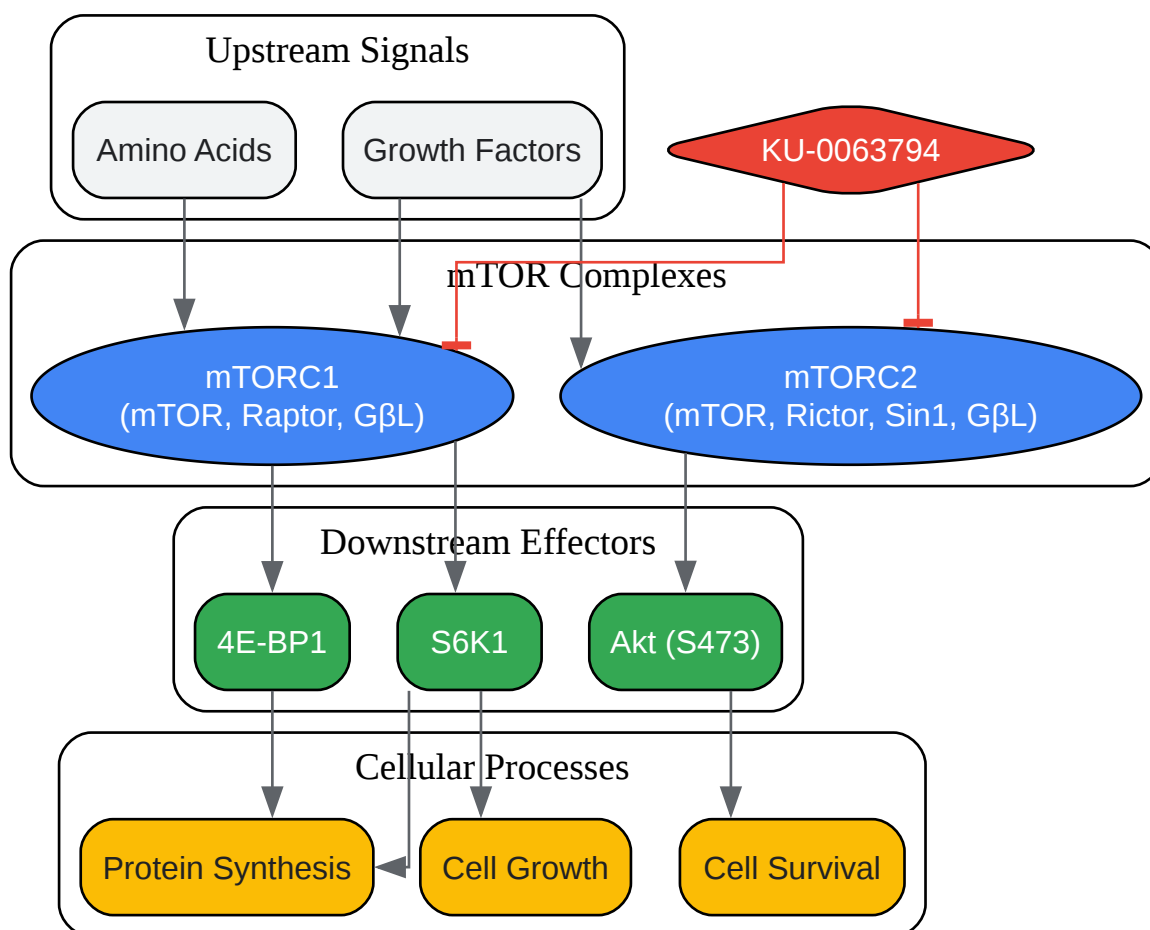 Upstream Signals
Amino Acids
Growth Factors
KU-0063794
mTOR Complexes
mTORC1
(mTOR, Raptor, GβL)
mTORC2
(mTOR, Rictor, Sin1, GβL)
Downstream Effectors
4E-BP1
S6K1
Akt (S473)
Cellular Processes
Protein Synthesis
Cell Growth
Cell Survival